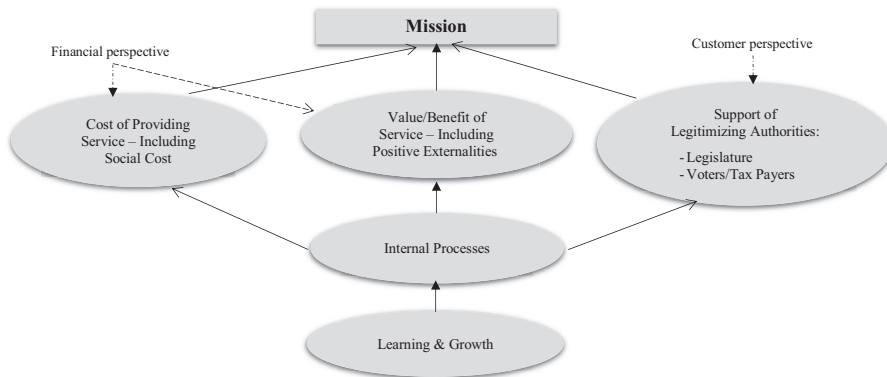 Mission
Financial perspective
Customer perspective
Cost of Providing
Service – Including
Social Cost
Value/Benefit of
Service – Including
Positive Externalities
Support of
Legitimizing Authorities:
- Legislature
- Voters/Tax Payers
Internal Processes
Learning & Growth